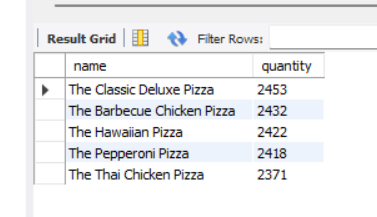 Result Grid Filter Rows:
name quantity
The Classic Deluxe Pizza 2453
The Barbecue Chicken Pizza 2432
The Hawaiian Pizza 2422
The Pepperoni Pizza 2418
The Thai Chicken Pizza 2371